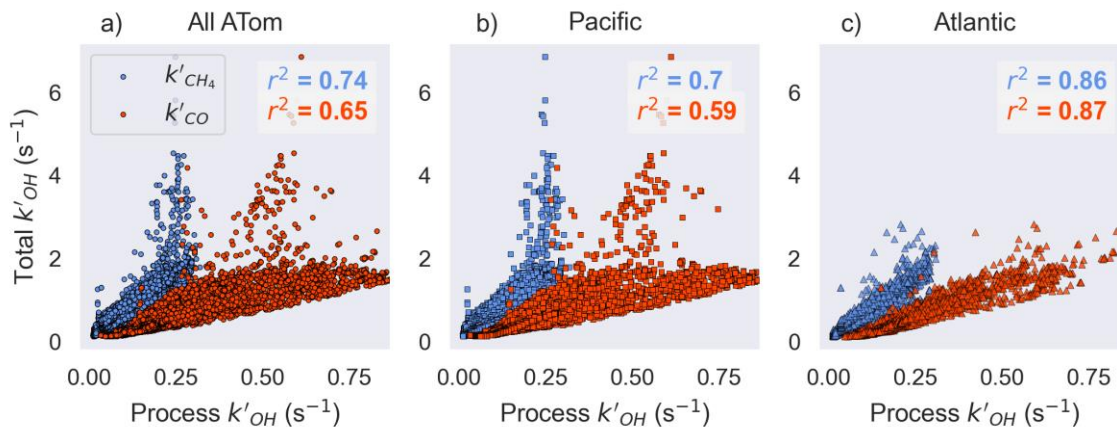 a) All ATom
b) Pacific
c) Atlantic
k'CH4
k'CO
r² = 0.74
r² = 0.65
r² = 0.7
r² = 0.59
r² = 0.86
r² = 0.87
Total k'OH (s⁻¹)
6
4
2
0
6
4
2
0
6
4
2
0
0.00 0.25 0.50 0.75
0.00 0.25 0.50 0.75
0.00 0.25 0.50 0.75
Process k'OH (s⁻¹)
Process k'OH (s⁻¹)
Process k'OH (s⁻¹)